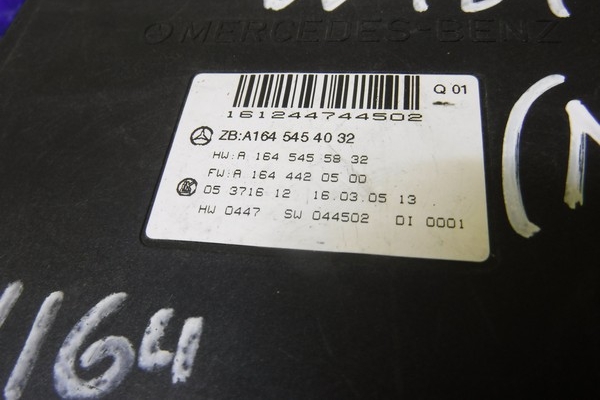 MERCEDES-BENZ
Q 01
161244744502
ZB:A164 545 40 32
HW:A 164 545 58 32
FW:A 164 442 05 00
05 3716 12 16.03.05 13
HW 0447 SW 044502 DI 0001
164